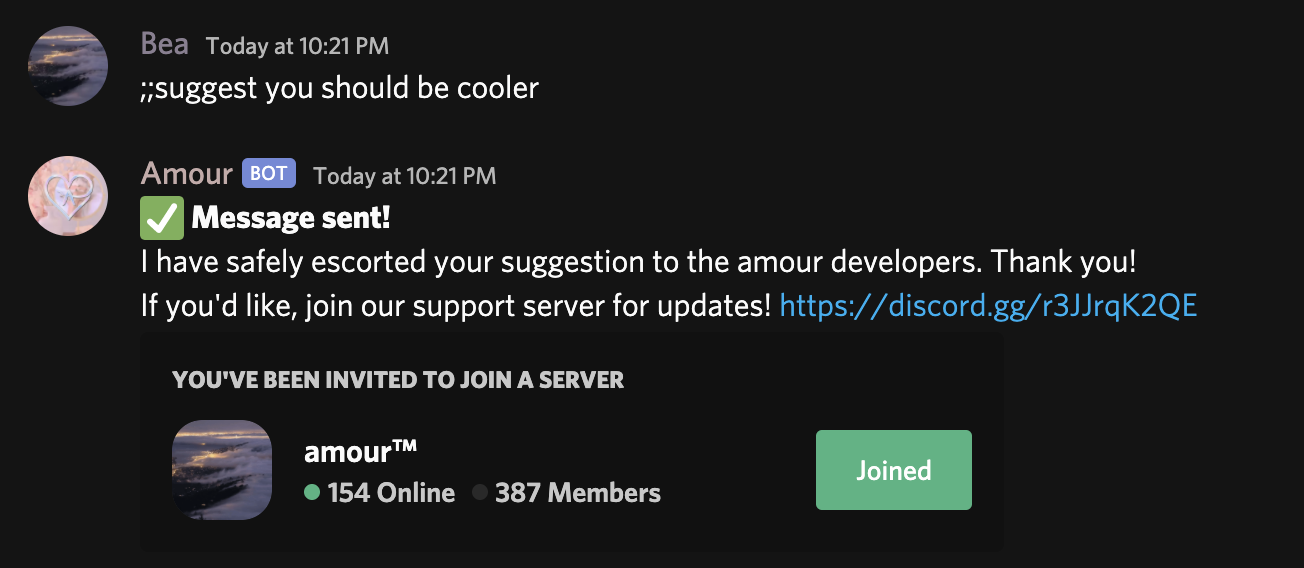 Bea Today at 10:21 PM
;;suggest you should be cooler
Amour BOT Today at 10:21 PM
✅ Message sent!
I have safely escorted your suggestion to the amour developers. Thank you!
If you'd like, join our support server for updates! https://discord.gg/r3JJrqK2QE
YOU'VE BEEN INVITED TO JOIN A SERVER
amour™
154 Online 387 Members
Joined